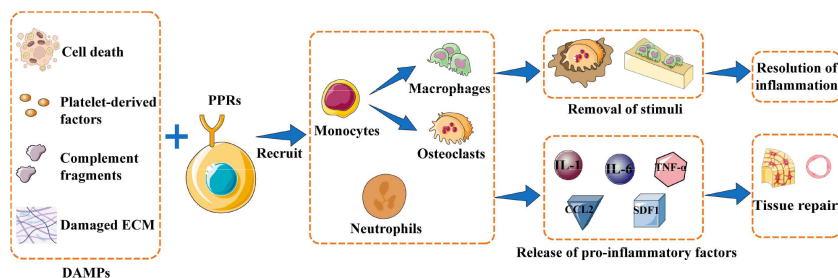 Cell death
Platelet-derived
factors
Complement
fragments
Damaged ECM
DAMPs
PPRs
Recruit
Monocytes
Macrophages
Osteoclasts
Neutrophils
Removal of stimuli
Resolution of
inflammation
IL-1
IL-6
TNF-α
CCL2
SDF1
Release of pro-inflammatory factors
Tissue repair